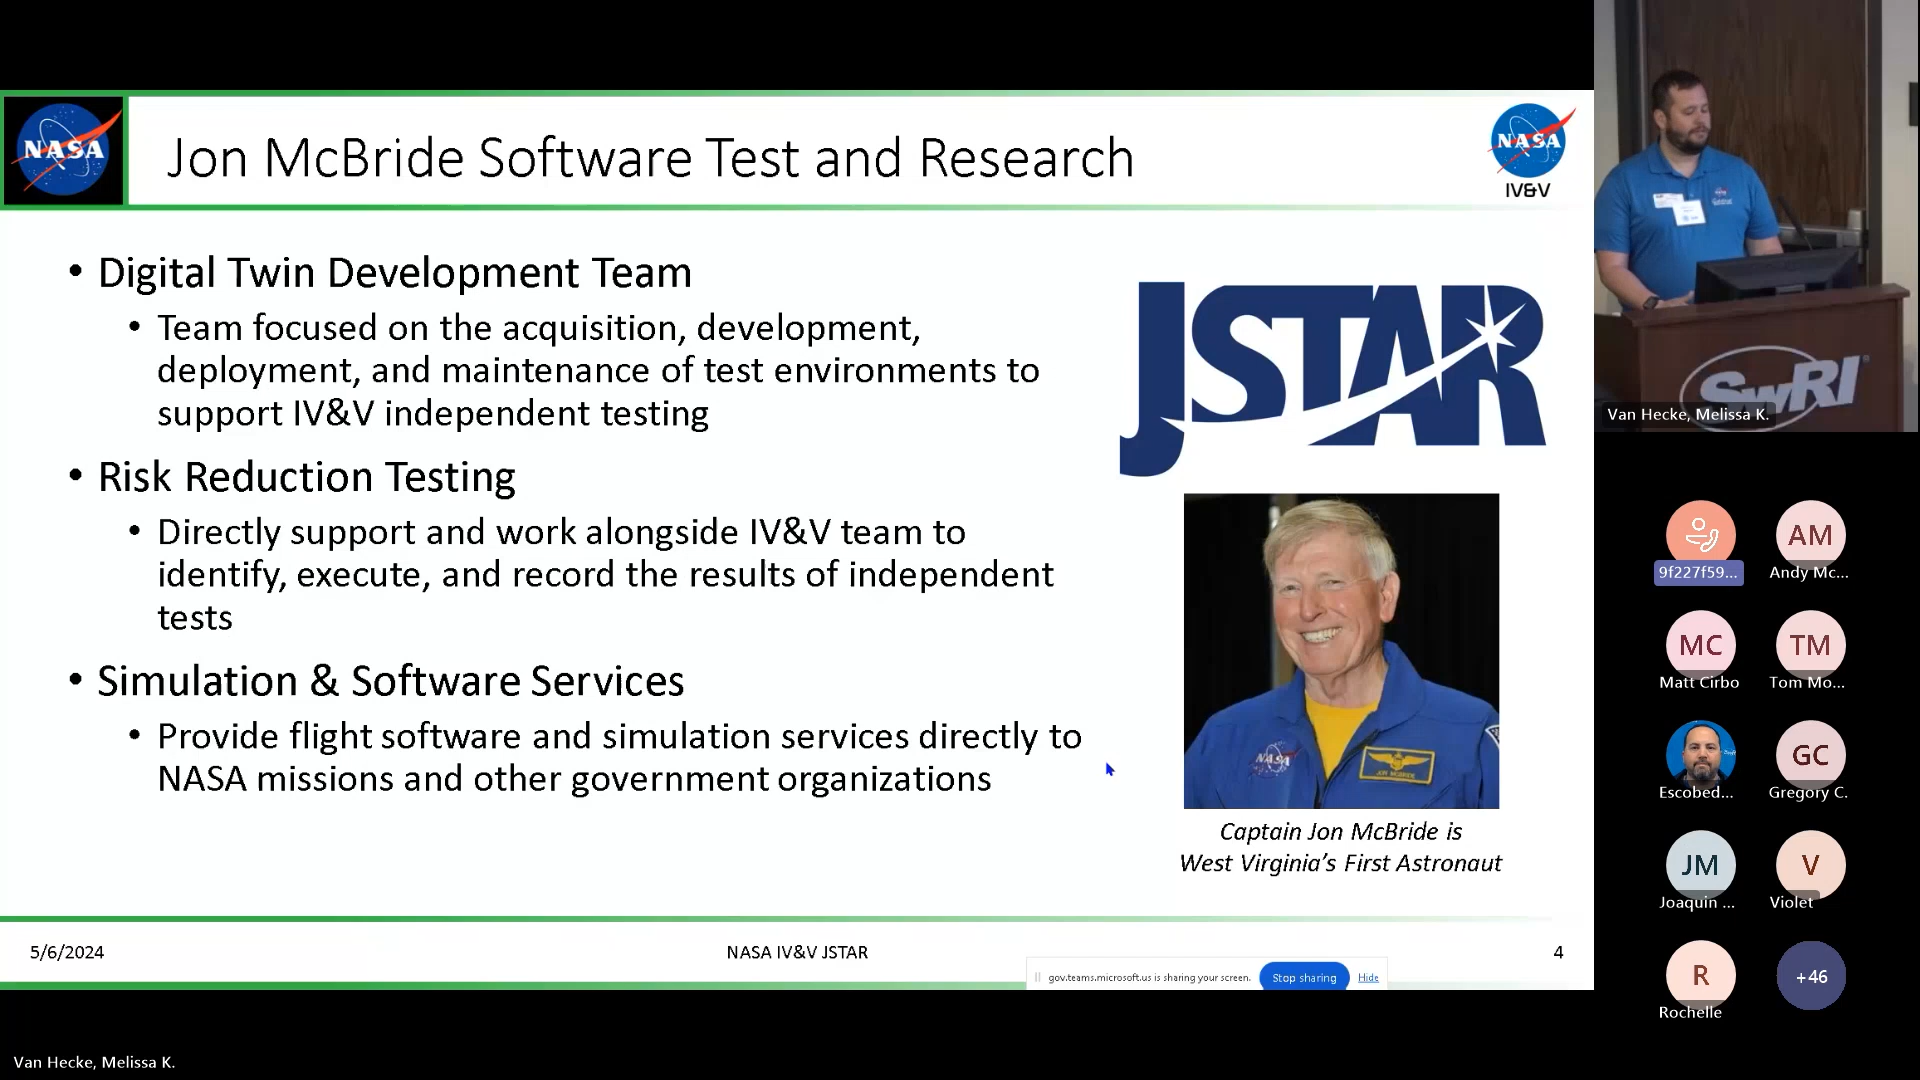 NASA
Jon McBride Software Test and Research
NASA
IV&V
• Digital Twin Development Team
• Team focused on the acquisition, development,
deployment, and maintenance of test environments to
support IV&V independent testing
• Risk Reduction Testing
• Directly support and work alongside IV&V team to
identify, execute, and record the results of independent
tests
• Simulation & Software Services
• Provide flight software and simulation services directly to
NASA missions and other government organizations
JSTAR
NASA
JON MCBRIDE
Captain Jon McBride is
West Virginia's First Astronaut
5/6/2024
NASA IV&V JSTAR
4
gov.teams.microsoft.us is sharing your screen.
Stop sharing
Hide
Van Hecke, Melissa K.
SwRI
Van Hecke, Melissa K.
9f227f59...
AM
Andy Mc...
MC
Matt Cirbo
TM
Tom Mo...
Escobed...
GC
Gregory C.
JM
Joaquin ...
V
Violet
R
Rochelle
+46